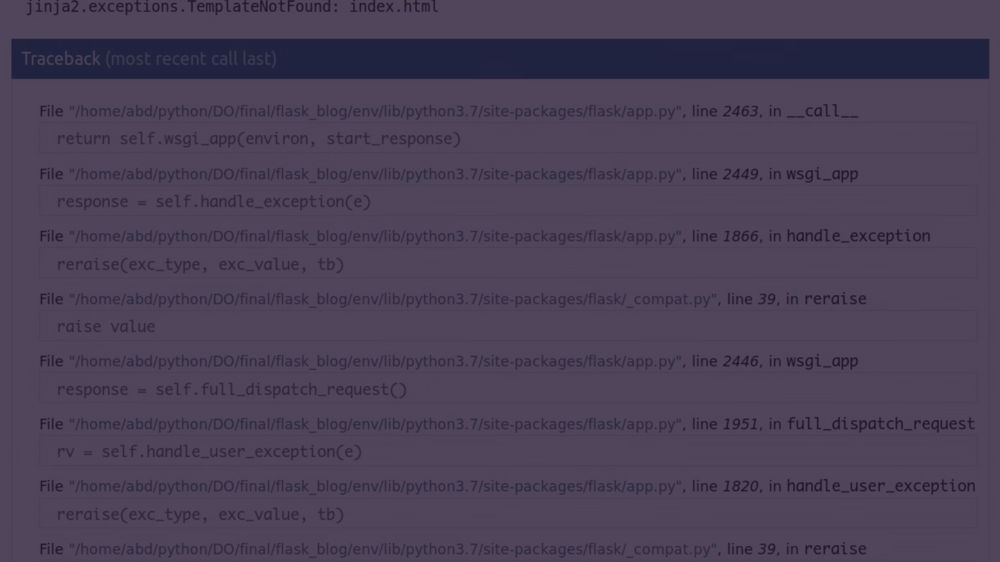 jinja2.exceptions.TemplateNotFound: index.html
Traceback (most recent call last)
File "/home/abd/python/DO/final/flask_blog/env/lib/python3.7/site-packages/flask/app.py", line 2463, in __call__
return self.wsgi_app(environ, start_response)
File "/home/abd/python/DO/final/flask_blog/env/lib/python3.7/site-packages/flask/app.py", line 2449, in wsgi_app
response = self.handle_exception(e)
File "/home/abd/python/DO/final/flask_blog/env/lib/python3.7/site-packages/flask/app.py", line 1866, in handle_exception
reraise(exc_type, exc_value, tb)
File "/home/abd/python/DO/final/flask_blog/env/lib/python3.7/site-packages/flask/_compat.py", line 39, in reraise
raise value
File "/home/abd/python/DO/final/flask_blog/env/lib/python3.7/site-packages/flask/app.py", line 2446, in wsgi_app
response = self.full_dispatch_request()
File "/home/abd/python/DO/final/flask_blog/env/lib/python3.7/site-packages/flask/app.py", line 1951, in full_dispatch_request
rv = self.handle_user_exception(e)
File "/home/abd/python/DO/final/flask_blog/env/lib/python3.7/site-packages/flask/app.py", line 1820, in handle_user_exception
reraise(exc_type, exc_value, tb)
File "/home/abd/python/DO/final/flask_blog/env/lib/python3.7/site-packages/flask/_compat.py", line 39, in reraise